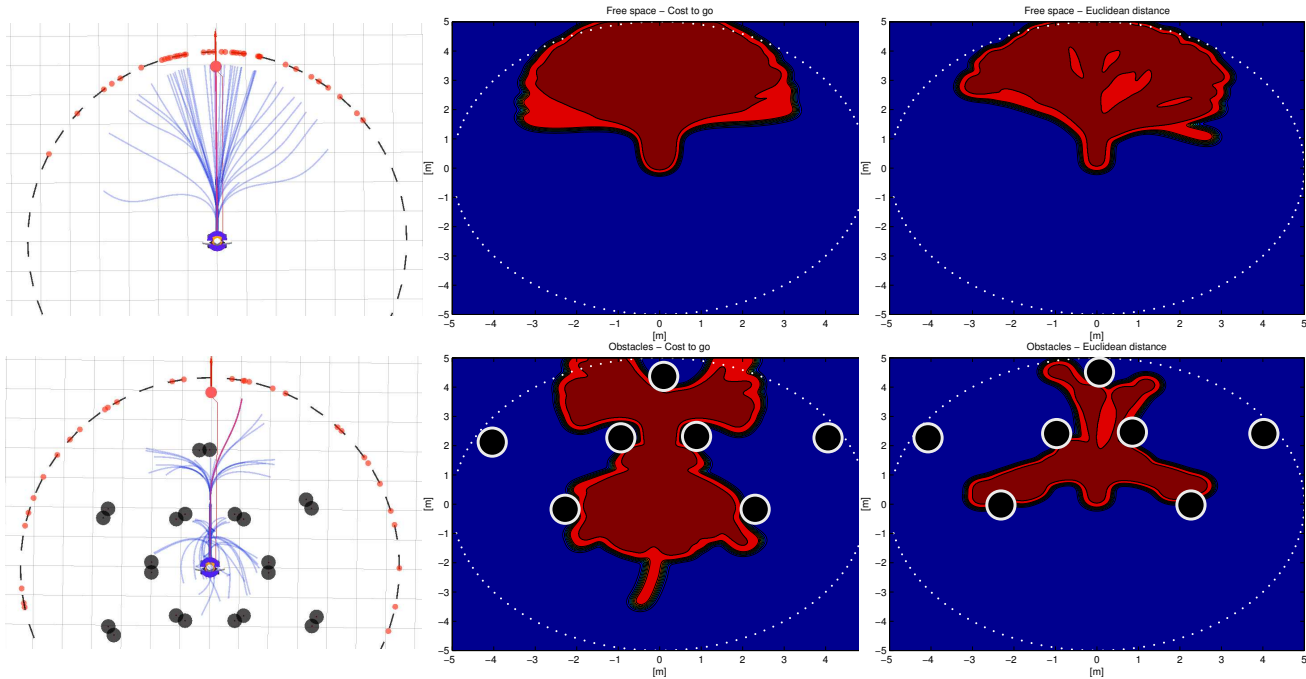 Free space − Cost to go
5
4
3
2
1
0
−1
−2
−3
−4
−5
[m]
−5 −4 −3 −2 −1 0 1 2 3 4
[m]
Free space − Euclidean distance
5
4
3
2
1
0
−1
−2
−3
−4
−5
[m]
−5 −4 −3 −2 −1 0 1 2 3 4 5
[m]
Obstacles − Cost to go
5
4
3
2
1
0
−1
−2
−3
−4
−5
[m]
−5 −4 −3 −2 −1 0 1 2 3 4
[m]
Obstacles − Euclidean distance
5
4
3
2
1
0
−1
−2
−3
−4
−5
[m]
−5 −4 −3 −2 −1 0 1 2 3 4 5
[m]